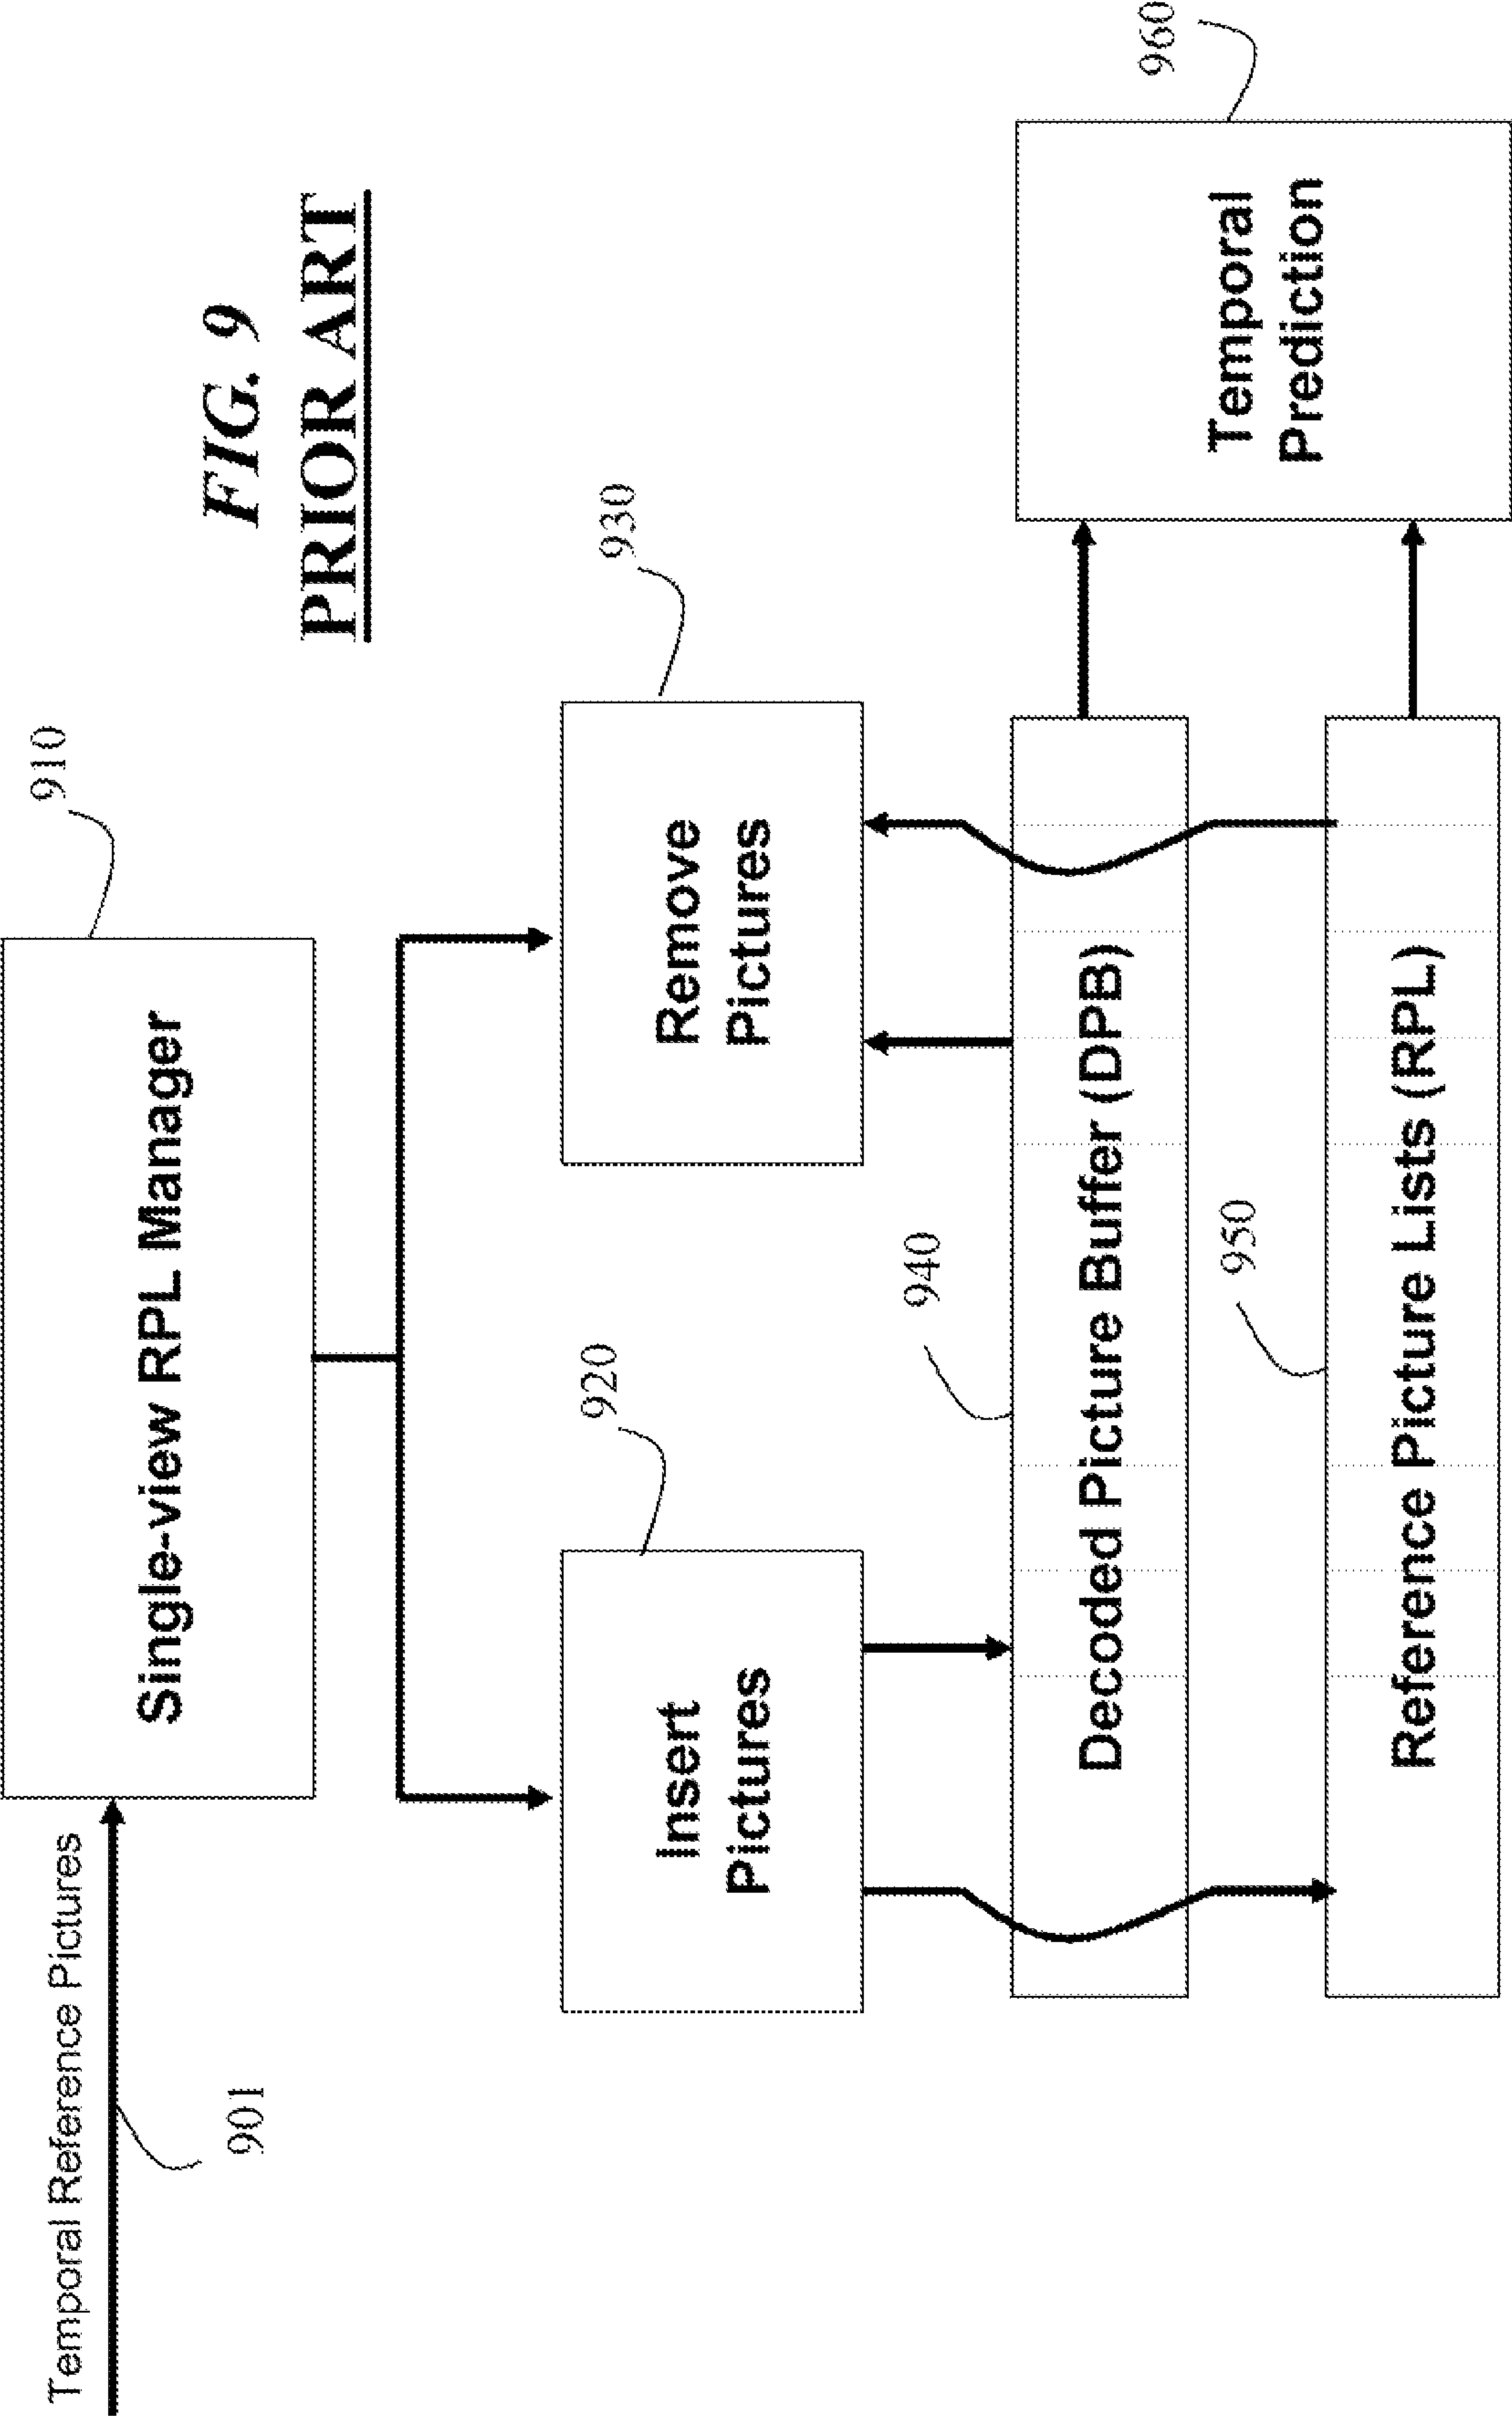 FIG. 9
PRIOR ART
Temporal Reference Pictures
901
Single-view RPL Manager
910
Insert
Pictures
920
Remove
Pictures
930
Decoded Picture Buffer (DPB)
940
Reference Picture Lists (RPL)
950
Temporal
Prediction
960